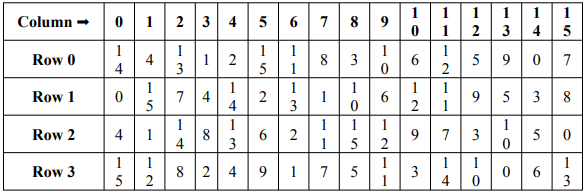 Column ➡ 0 1 2 3 4 5 6 7 8 9 10 11 12 13 14 15
Row 0 14 4 13 1 2 15 11 8 3 10 6 12 5 9 0 7
Row 1 0 15 7 4 14 2 13 1 10 6 12 11 9 5 3 8
Row 2 4 1 14 8 13 6 2 11 15 12 9 7 3 10 5 0
Row 3 15 12 8 2 4 9 1 7 5 11 3 14 10 0 6 13